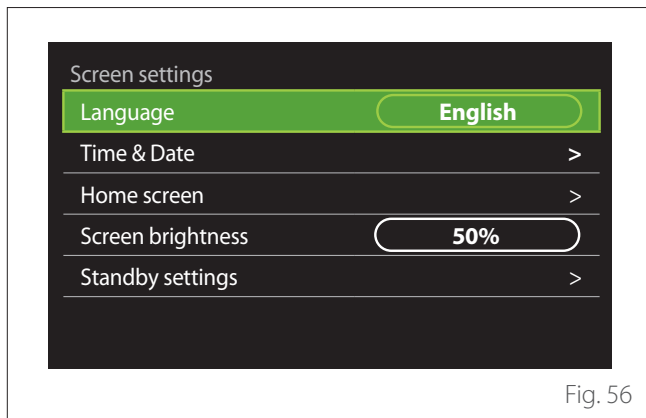 Screen settings
Language English
Time & Date >
Home screen >
Screen brightness 50%
Standby settings >
Fig. 56